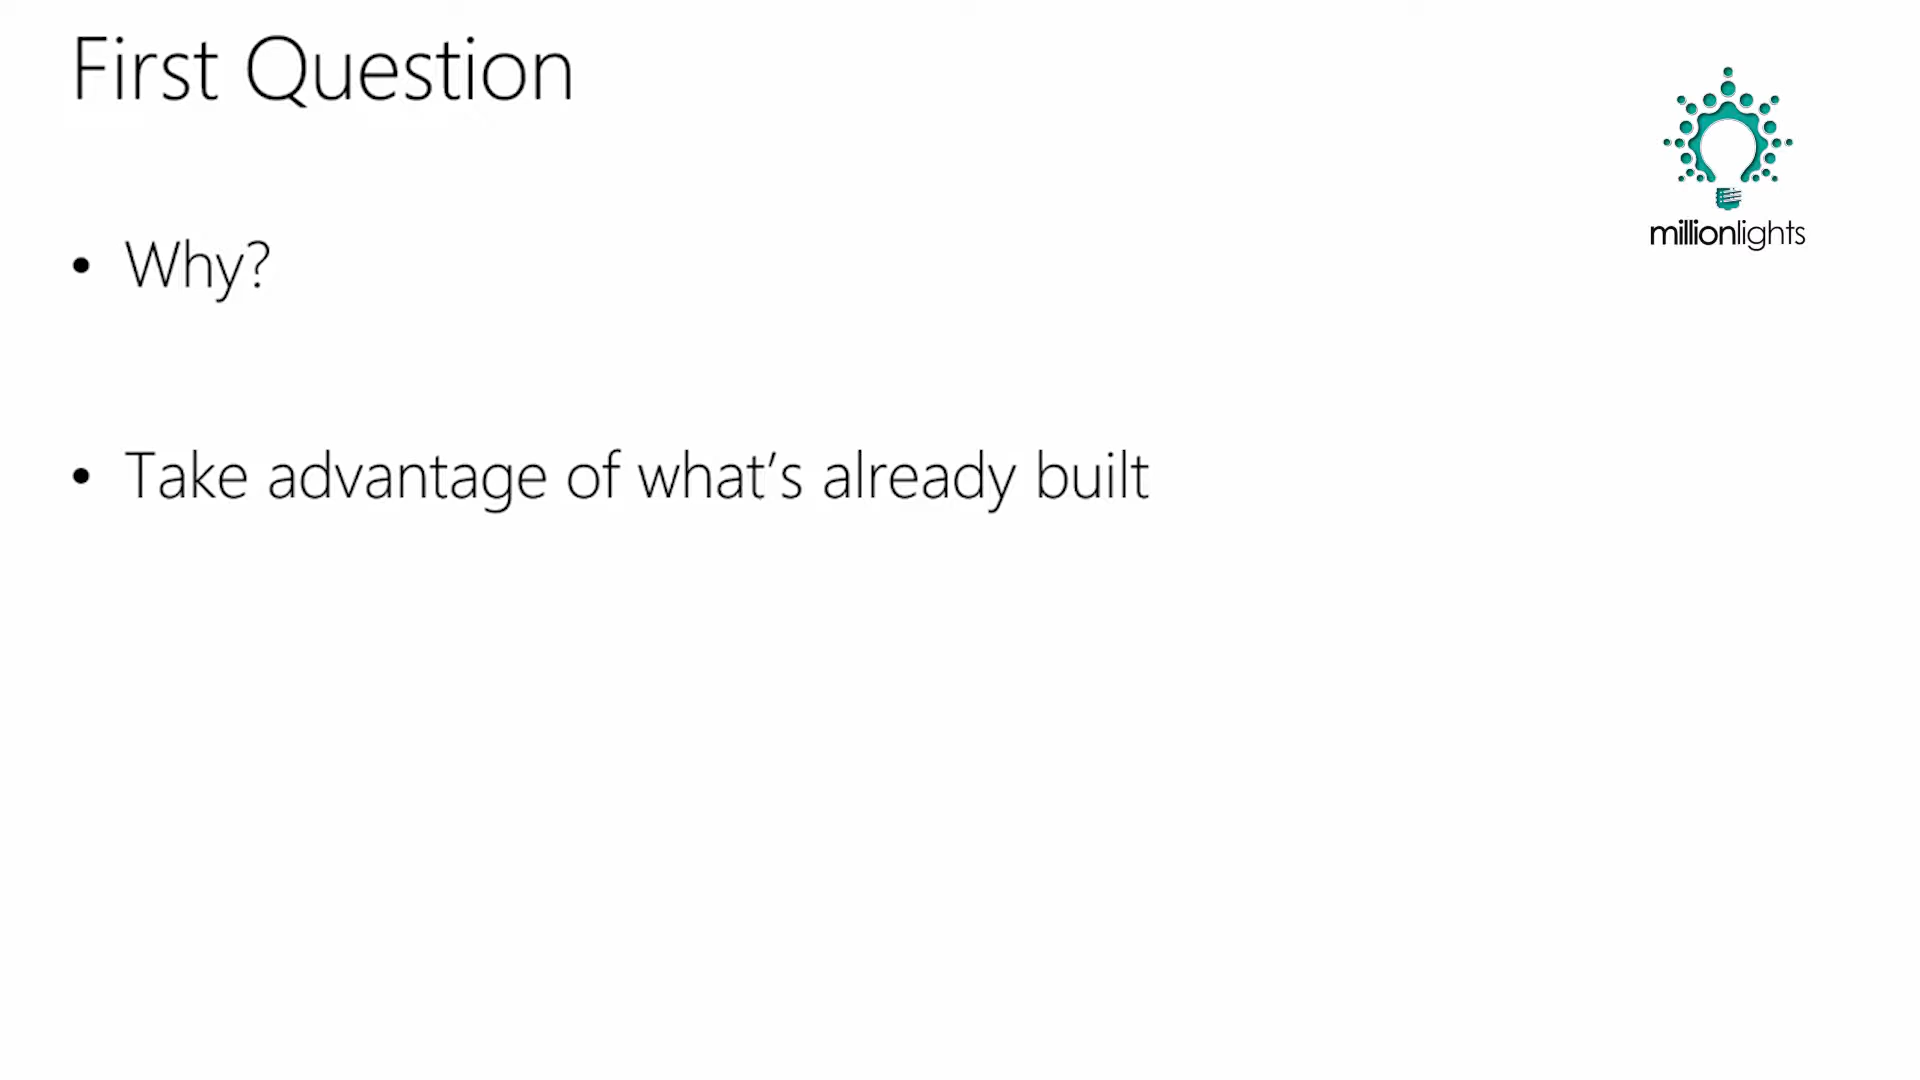 First Question
millionlights
• Why?
• Take advantage of what’s already built